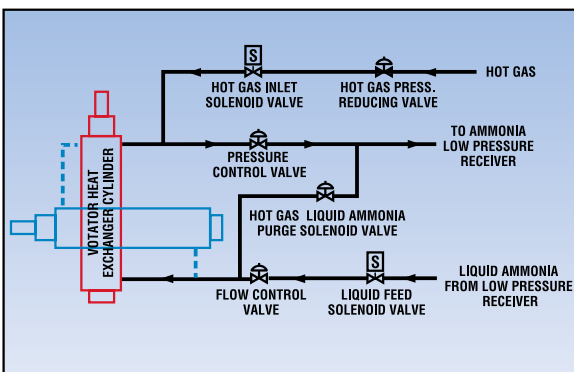 S
HOT GAS INLET
SOLENOID VALVE
HOT GAS PRESS.
REDUCING VALVE
HOT GAS
PRESSURE
CONTROL VALVE
TO AMMONIA
LOW PRESSURE
RECEIVER
VOTATOR HEAT
EXCHANGER CYLINDER
HOT GAS LIQUID AMMONIA
PURGE SOLENOID VALVE
S
FLOW CONTROL
VALVE
LIQUID FEED
SOLENOID VALVE
LIQUID AMMONIA
FROM LOW PRESSURE
RECEIVER